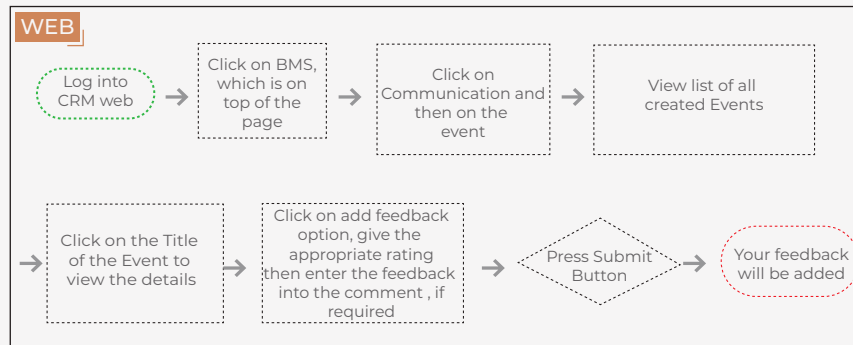 WEB
Log into
CRM web
Click on BMS,
which is on
top of the
page
Click on
Communication and
then on the
event
View list of all
created Events
Click on the Title
of the Event to
view the details
Click on add feedback
option, give the
appropriate rating
then enter the feedback
into the comment , if
required
Press Submit
Button
Your feedback
will be added